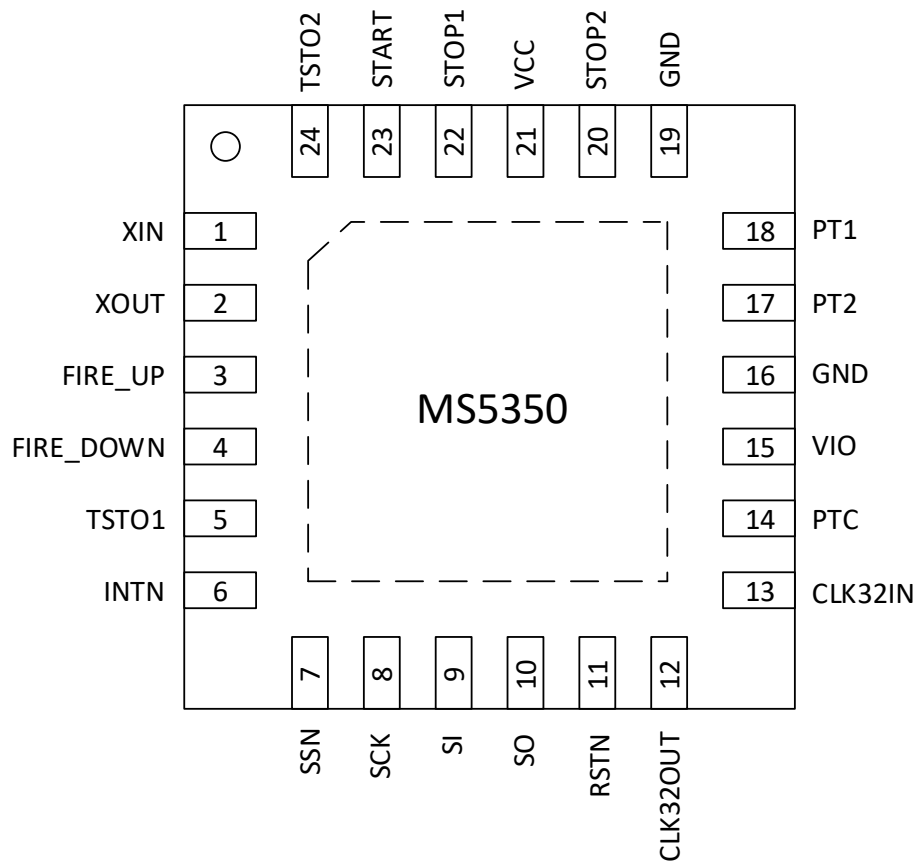 TSTO2
START
STOP1
VCC
STOP2
GND
24
23
22
21
20
19
XIN 1
XOUT 2
FIRE_UP 3
FIRE_DOWN 4
TSTO1 5
INTN 6
MS5350
18 PT1
17 PT2
16 GND
15 VIO
14 PTC
13 CLK32IN
7
8
9
10
11
12
SSN
SCK
SI
SO
RSTN
CLK32OUT